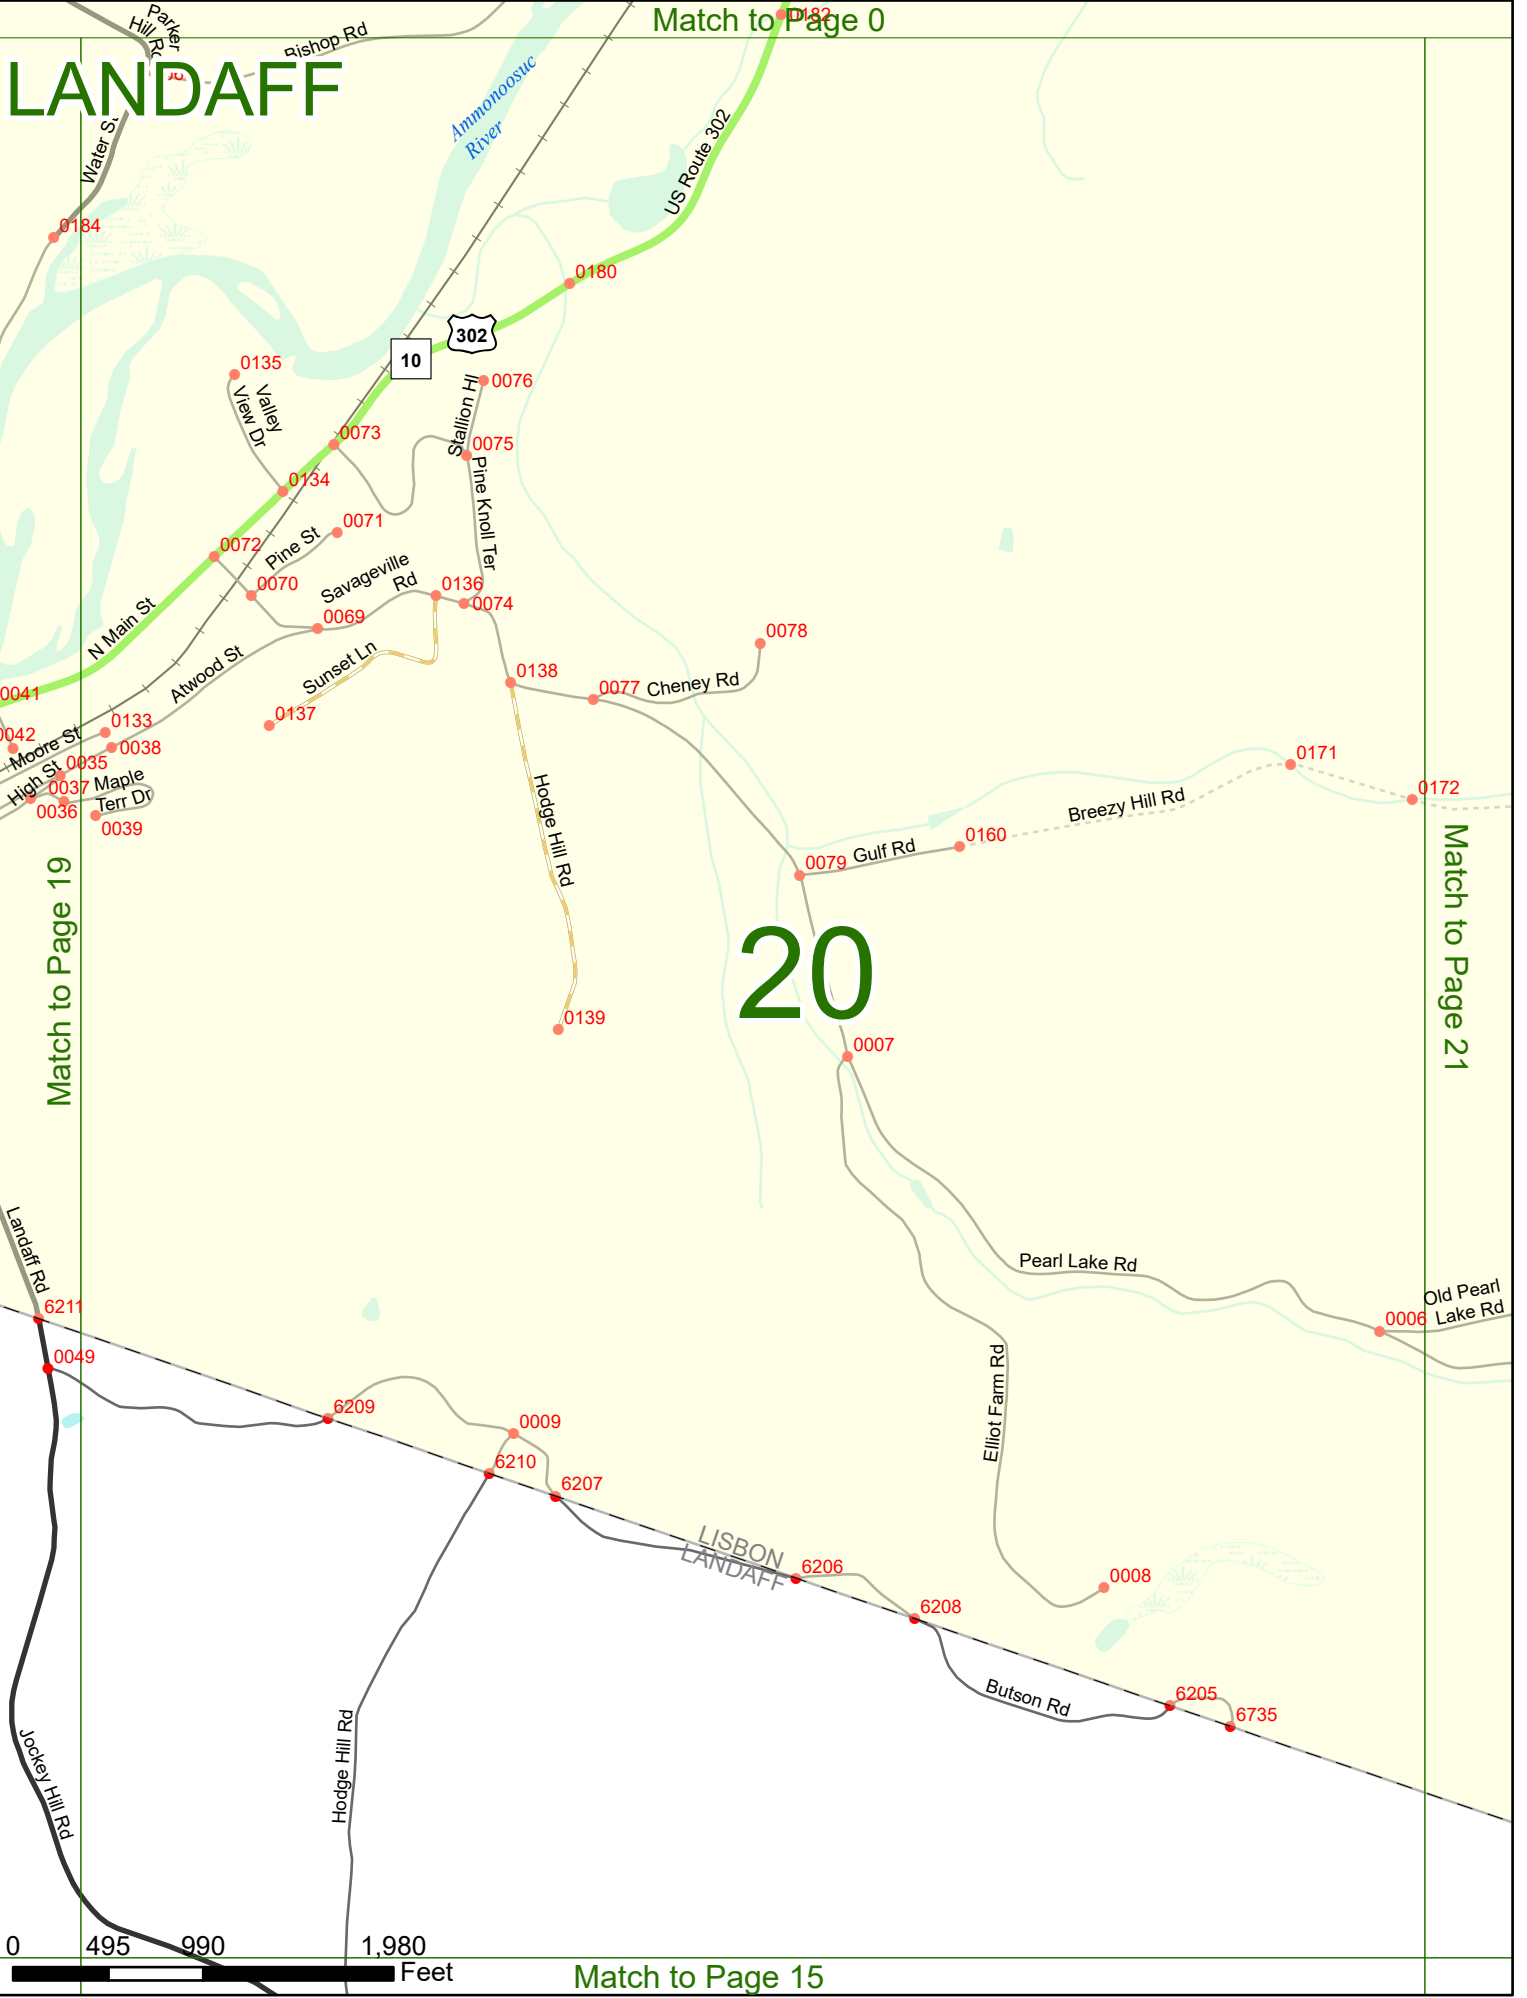 Match to Page 0
0182
Parker
Hill Rd
Bishop Rd
LANDAFF
Water St
Ammonoosuc
River
US Route 302
0184
0180
302
10
0135
Valley
View Dr
0076
Stallion Hl
0073
0075
0134
Pine Knoll Ter
0071
Pine St
0072
Savageville
Rd
0070
0136
0074
0069
N Main St
Atwood St
Sunset Ln
0078
0138
0077
Cheney Rd
0041
0137
0133
0042
Moore St
0038
0035
High St
0037
Maple
Terr Dr
0036
0039
Hodge Hill Rd
0171
0172
Breezy Hill Rd
0160
Gulf Rd
0079
Match to Page 19
Match to Page 21
20
0139
0007
Landaff Rd
Pearl Lake Rd
Old Pearl
Lake Rd
0006
6211
0049
Elliot Farm Rd
6209
0009
6210
6207
LISBON
LANDAFF
6206
0008
6208
Butson Rd
6205
6735
Hodge Hill Rd
Jockey Hill Rd
0 495 990 1,980
Feet
Match to Page 15